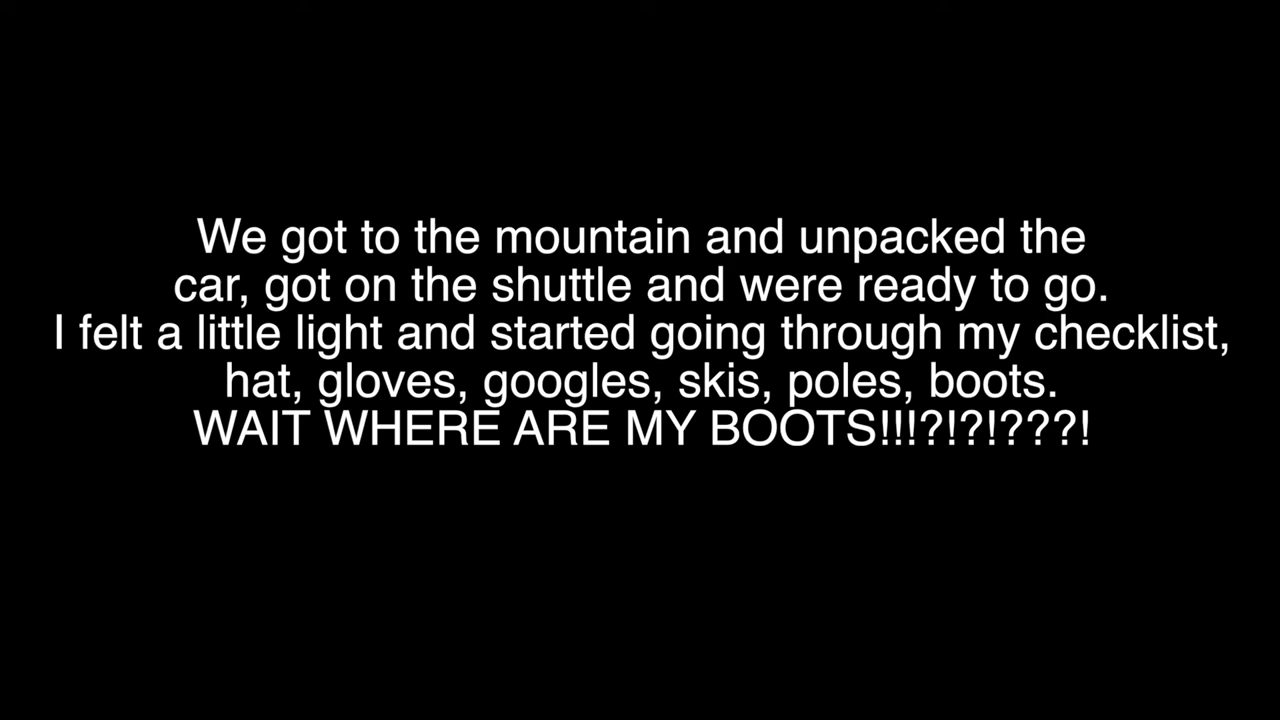 We got to the mountain and unpacked the
car, got on the shuttle and were ready to go.
I felt a little light and started going through my checklist,
hat, gloves, googles, skis, poles, boots.
WAIT WHERE ARE MY BOOTS!!!?!?!???!